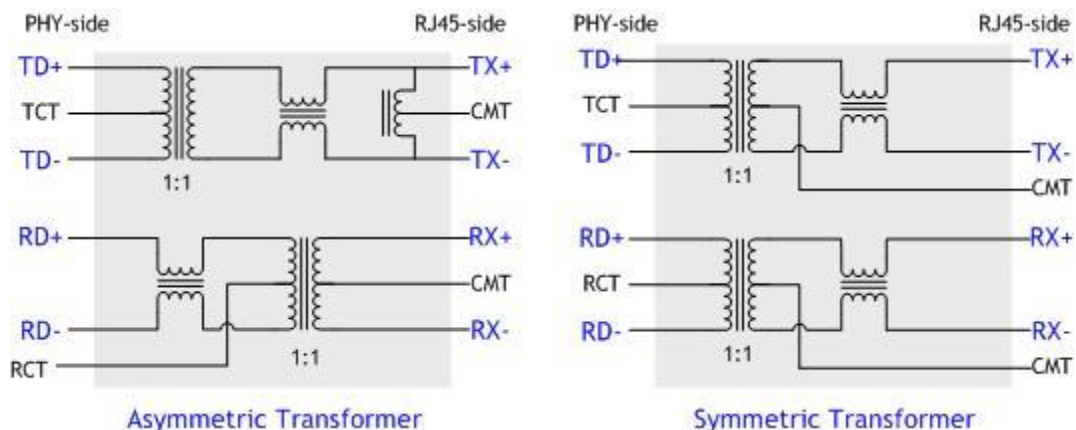 PHY-side RJ45-side
TD+ TX+
TCT CMT
TD- TX-
1:1
RD+ RX+
CMT
RD- RX-
1:1
RCT
Asymmetric Transformer
PHY-side RJ45-side
TD+ TX+
TCT
TD- TX-
1:1
CMT
RD+ RX+
RCT
RD- RX-
1:1
CMT
Symmetric Transformer